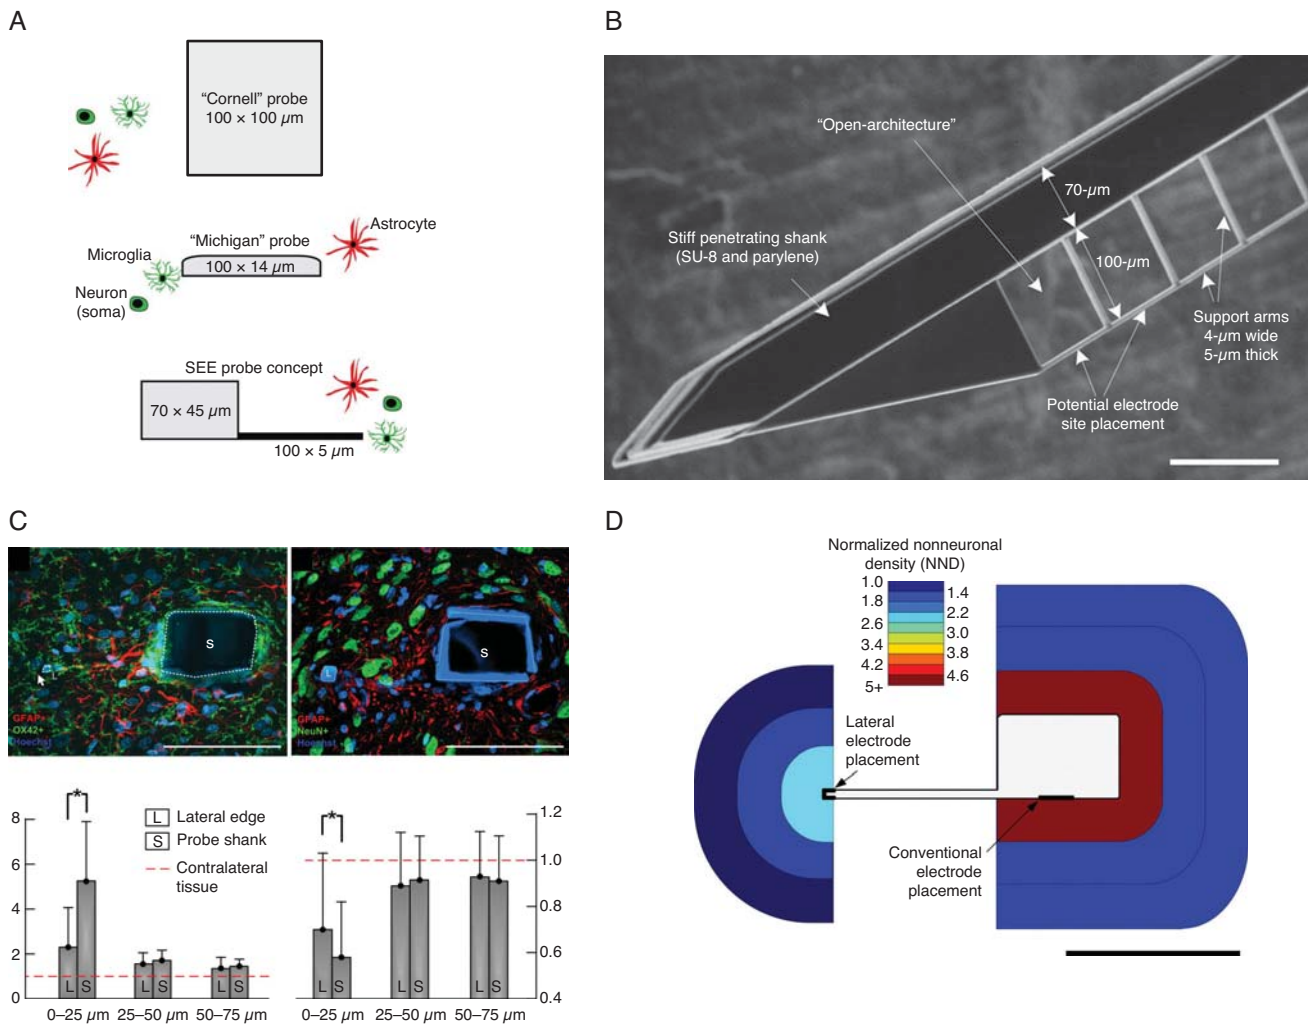 A
"Cornell" probe
100 × 100 µm
"Michigan" probe
100 × 14 µm
Astrocyte
Microglia
Neuron
(soma)
SEE probe concept
70 × 45 µm
100 × 5 µm
B
"Open-architecture"
70-µm
Stiff penetrating shank
(SU-8 and parylene)
100-µm
Support arms
4-µm wide
5-µm thick
Potential electrode
site placement
C
S
L
GFAP+
OX42+
Hoechst
S
L
GFAP+
NeuN+
Hoechst
8
6
4
2
0
*
L Lateral edge
S Probe shank
Contralateral
tissue
L S
L S
L S
0–25 µm
25–50 µm
50–75 µm
*
1.2
1.0
0.8
0.6
0.4
L S
L S
L S
0–25 µm
25–50 µm
50–75 µm
D
Normalized nonneuronal
density (NND)
1.0
1.4
1.8
2.2
2.6
3.0
3.4
3.8
4.2
4.6
5+
Lateral
electrode
placement
Conventional
electrode
placement